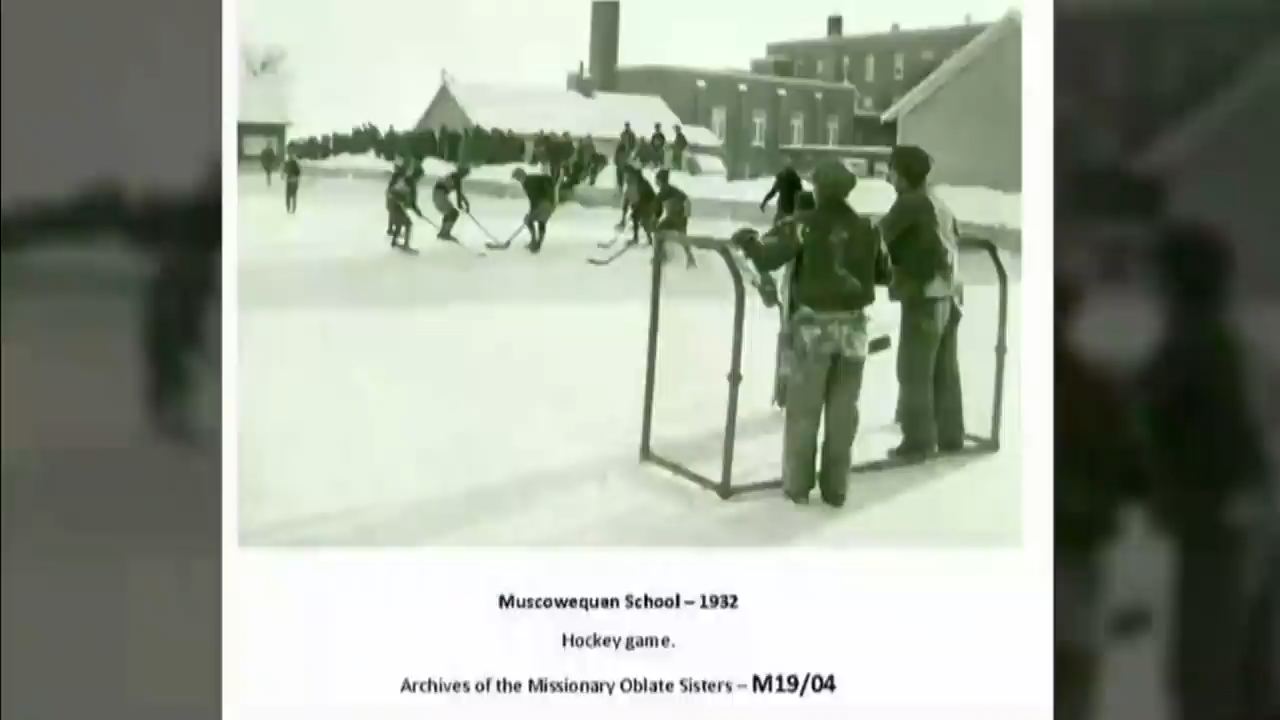 Muscowequan School – 1932
Hockey game.
Archives of the Missionary Oblate Sisters – M19/04